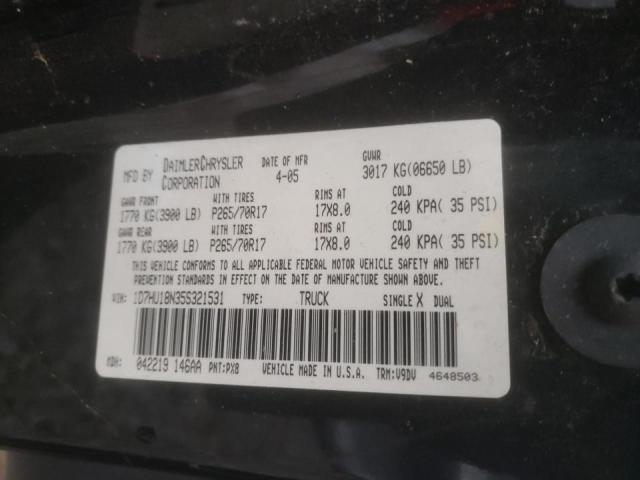 MFD BY DAIMLERCHRYSLER CORPORATION DATE OF MFR 4-05 GVWR 3017 KG(06650 LB)
GAWR FRONT WITH TIRES RIMS AT COLD
1770 KG(3900 LB) P265/70R17 17X8.0 240 KPA( 35 PSI)
GAWR REAR WITH TIRES RIMS AT COLD
1770 KG(3900 LB) P265/70R17 17X8.0 240 KPA( 35 PSI)
THIS VEHICLE CONFORMS TO ALL APPLICABLE FEDERAL MOTOR VEHICLE SAFETY AND THEFT
PREVENTION STANDARDS IN EFFECT ON THE DATE OF MANUFACTURE SHOWN ABOVE.
VIN: 1D7HU18N35S321531 TYPE: TRUCK SINGLE X DUAL
MDH: 042219 146AA PNT:PX8 VEHICLE MADE IN U.S.A. TRM:V9DV 4648503